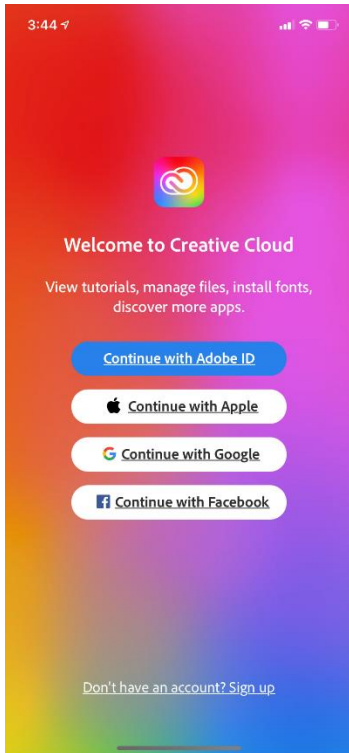 3:44
Welcome to Creative Cloud
View tutorials, manage files, install fonts,
discover more apps.
Continue with Adobe ID
Continue with Apple
Continue with Google
Continue with Facebook
Don't have an account? Sign up